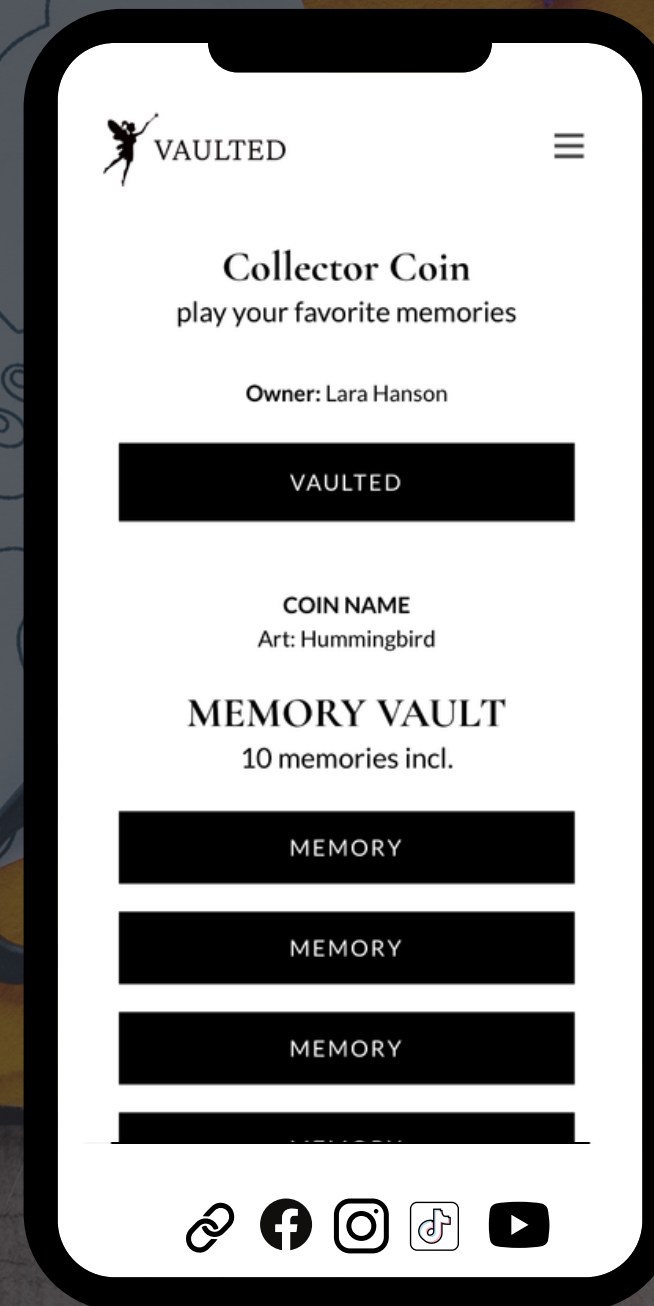 VAULTED
Collector Coin
play your favorite memories
Owner: Lara Hanson
VAULTED
COIN NAME
Art: Hummingbird
MEMORY VAULT
10 memories incl.
MEMORY
MEMORY
MEMORY